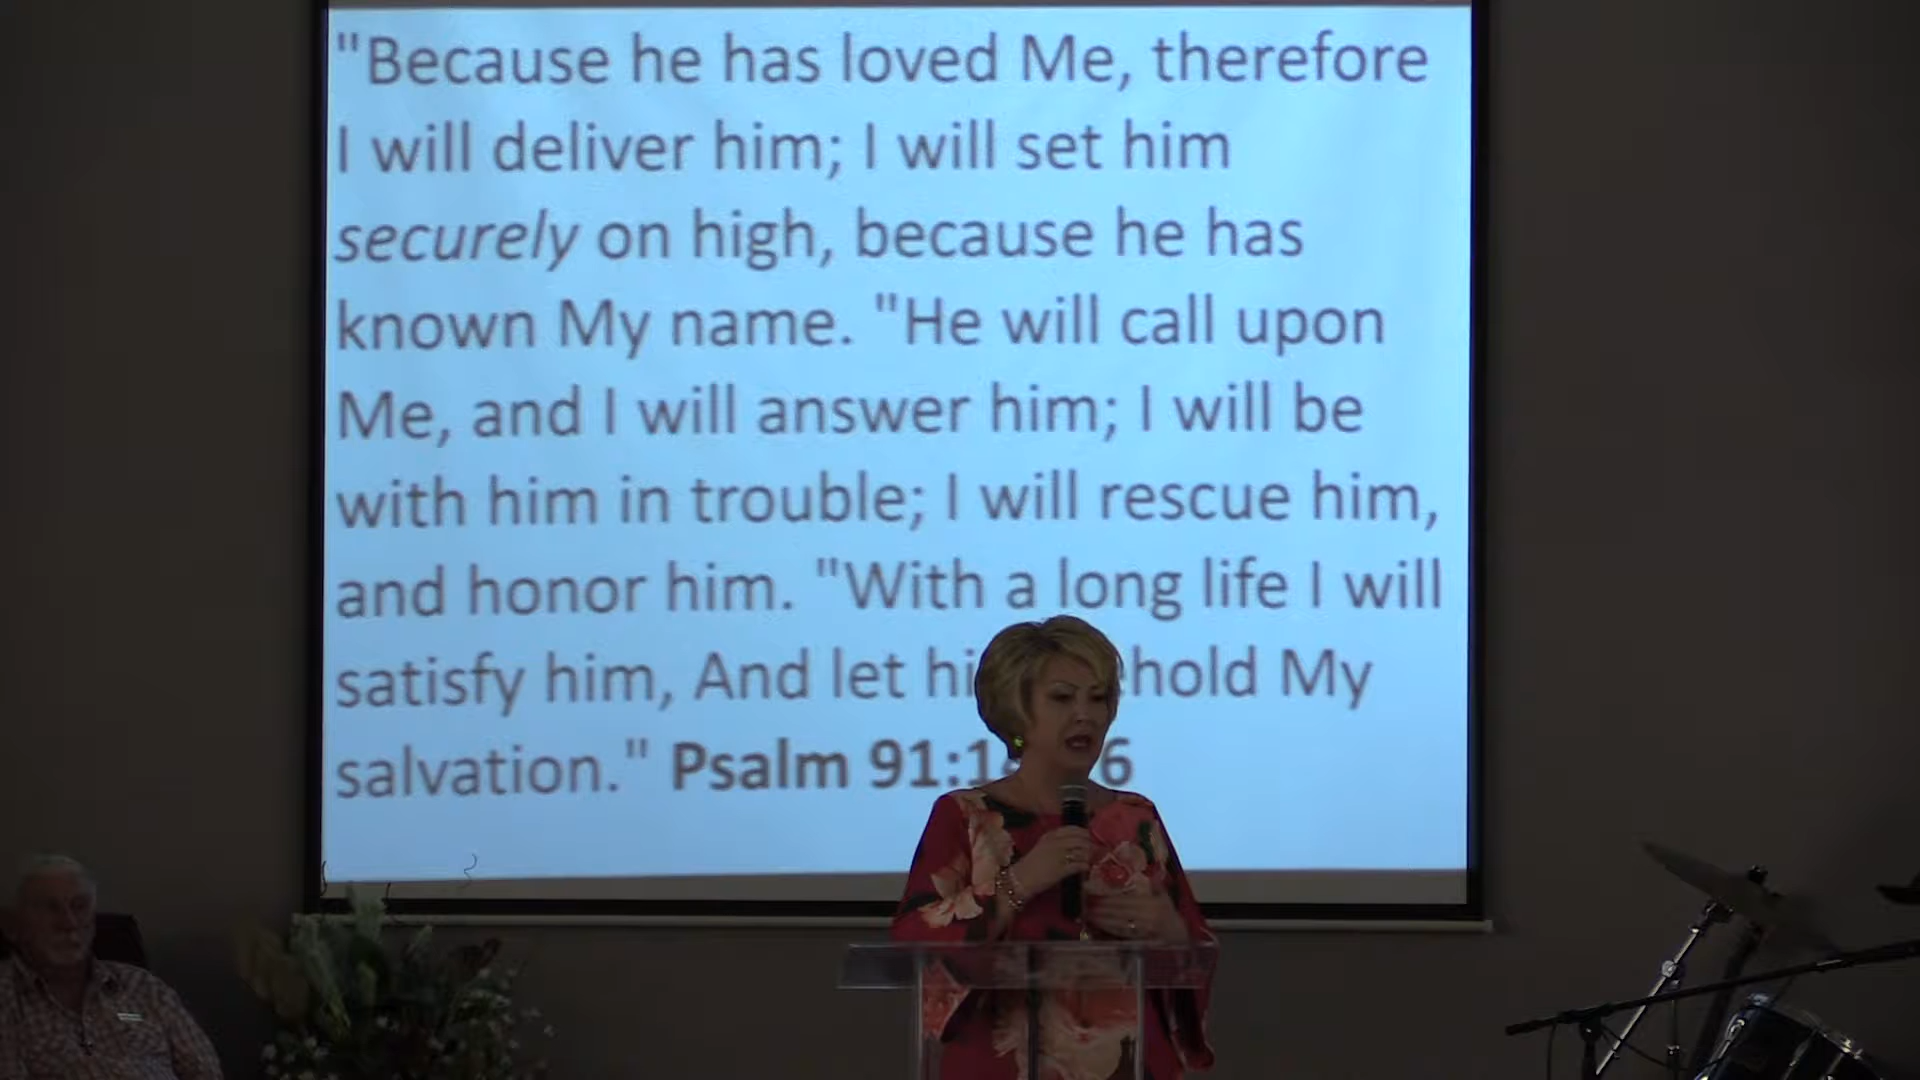 "Because he has loved Me, therefore
I will deliver him; I will set him
securely on high, because he has
known My name. "He will call upon
Me, and I will answer him; I will be
with him in trouble; I will rescue him,
and honor him. "With a long life I will
satisfy him, And let hold My
salvation." Psalm